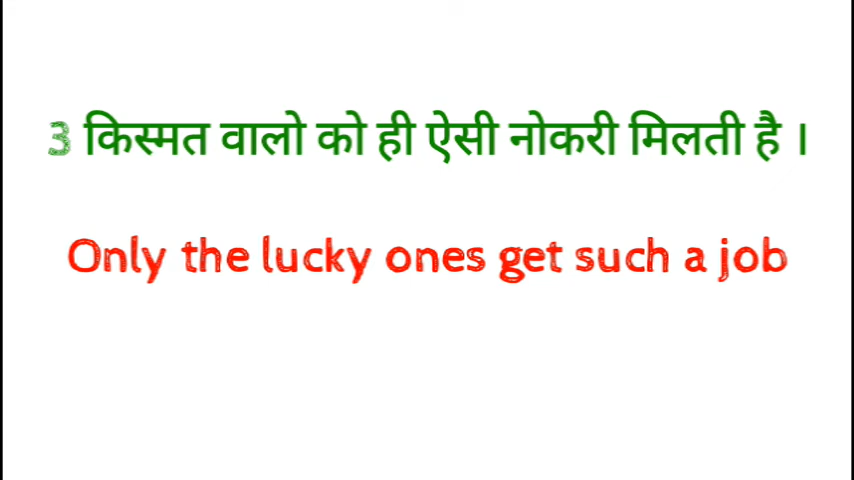 3 किस्मत वालो को ही ऐसी नोकरी मिलती है ।
Only the lucky ones get such a job